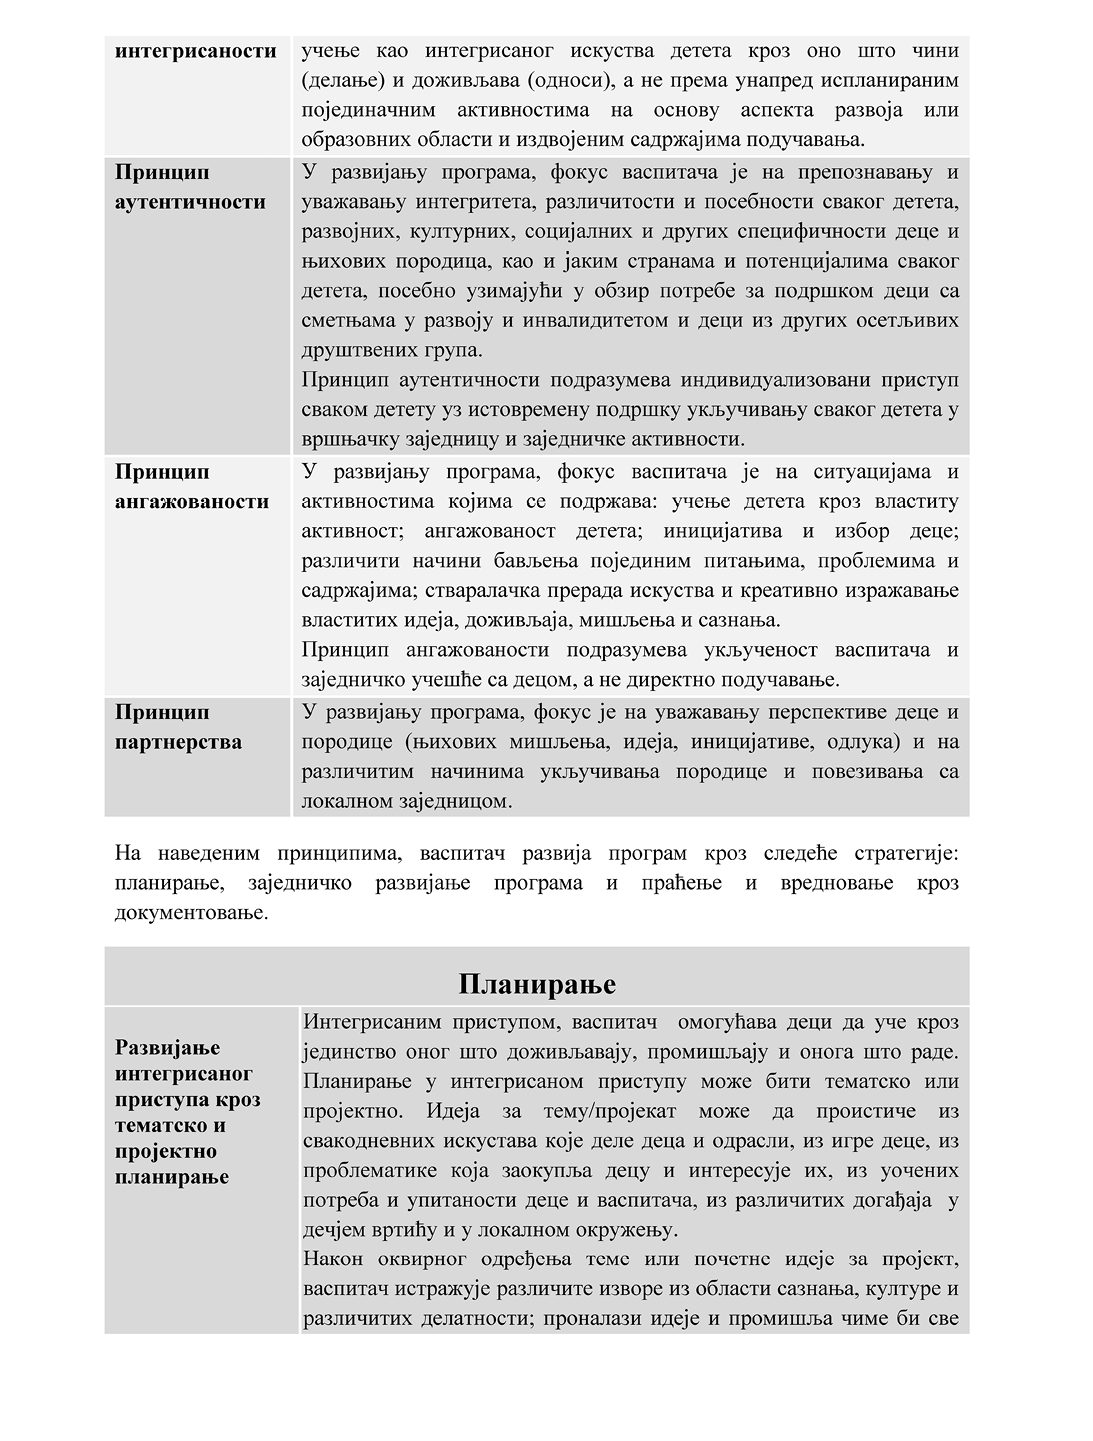 интегрисаности
учење као интегрисаног искуства детета кроз оно што чини
(делање) и доживљава (односи), а не према унапред испланираним
појединачним активностима на основу аспекта развоја или
образовних области и издвојеним садржајима подучавања.
Принцип
аутентичности
У развијању програма, фокус васпитача је на препознавању и
уважавању интегритета, различитости и посебности сваког детета,
развојних, културних, социјалних и других специфичности деце и
њихових породица, као и јаким странама и потенцијалима сваког
детета, посебно узимајући у обзир потребе за подршком деци са
сметњама у развоју и инвалидитетом и деци из других осетљивих
друштвених група.
Принцип аутентичности подразумева индивидуализовани приступ
сваком детету уз истовремену подршку укључивању сваког детета у
вршњачку заједницу и заједничке активности.
Принцип
ангажованости
У развијању програма, фокус васпитача је на ситуацијама и
активностима којима се подржава: учење детета кроз властиту
активност; ангажованост детета; иницијатива и избор деце;
различити начини бављења појединим питањима, проблемима и
садржајима; стваралачка прерада искуства и креативно изражавање
властитих идеја, доживљаја, мишљења и сазнања.
Принцип ангажованости подразумева укљученост васпитача и
заједничко учешће са децом, а не директно подучавање.
Принцип
партнерства
У развијању програма, фокус је на уважавању перспективе деце и
породице (њихових мишљења, идеја, иницијативе, одлука) и на
различитим начинима укључивања породице и повезивања са
локалном заједницом.
На наведеним принципима, васпитач развија програм кроз следеће стратегије:
планирање, заједничко развијање програма и праћење и вредновање кроз
документовање.
Планирање
Развијање
интегрисаног
приступа кроз
тематско и
пројектно
планирање
Интегрисаним приступом, васпитач омогућава деци да уче кроз
јединство оног што доживљавају, промишљају и онога што раде.
Планирање у интегрисаном приступу може бити тематско или
пројектно. Идеја за тему/пројекат може да проистиче из
свакодневних искустава које деле деца и одрасли, из игре деце, из
проблематике која заокупља децу и интересује их, из уочених
потреба и упитаности деце и васпитача, из различитих догађаја у
дечјем вртићу и у локалном окружењу.
Након оквирног одређења теме или почетне идеје за пројект,
васпитач истражује различите изворе из области сазнања, културе и
различитих делатности; проналази идеје и промишља чиме би све